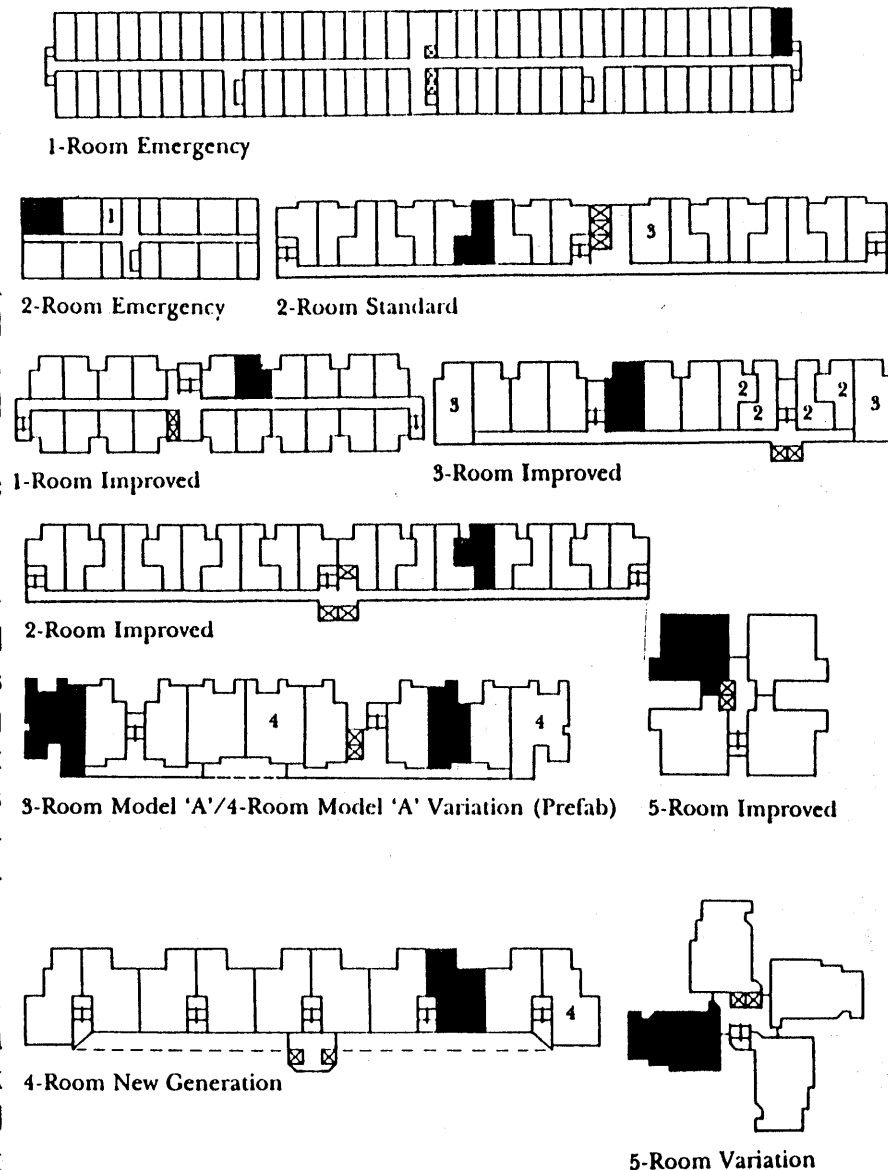 1-Room Emergency
1
2-Room Emergency
3
2-Room Standard
1-Room Improved
3
2
2
2
2
3
3-Room Improved
2-Room Improved
4
4
3-Room Model ‘A’/4-Room Model ‘A’ Variation (Prefab)
5-Room Improved
4
4-Room New Generation
5-Room Variation